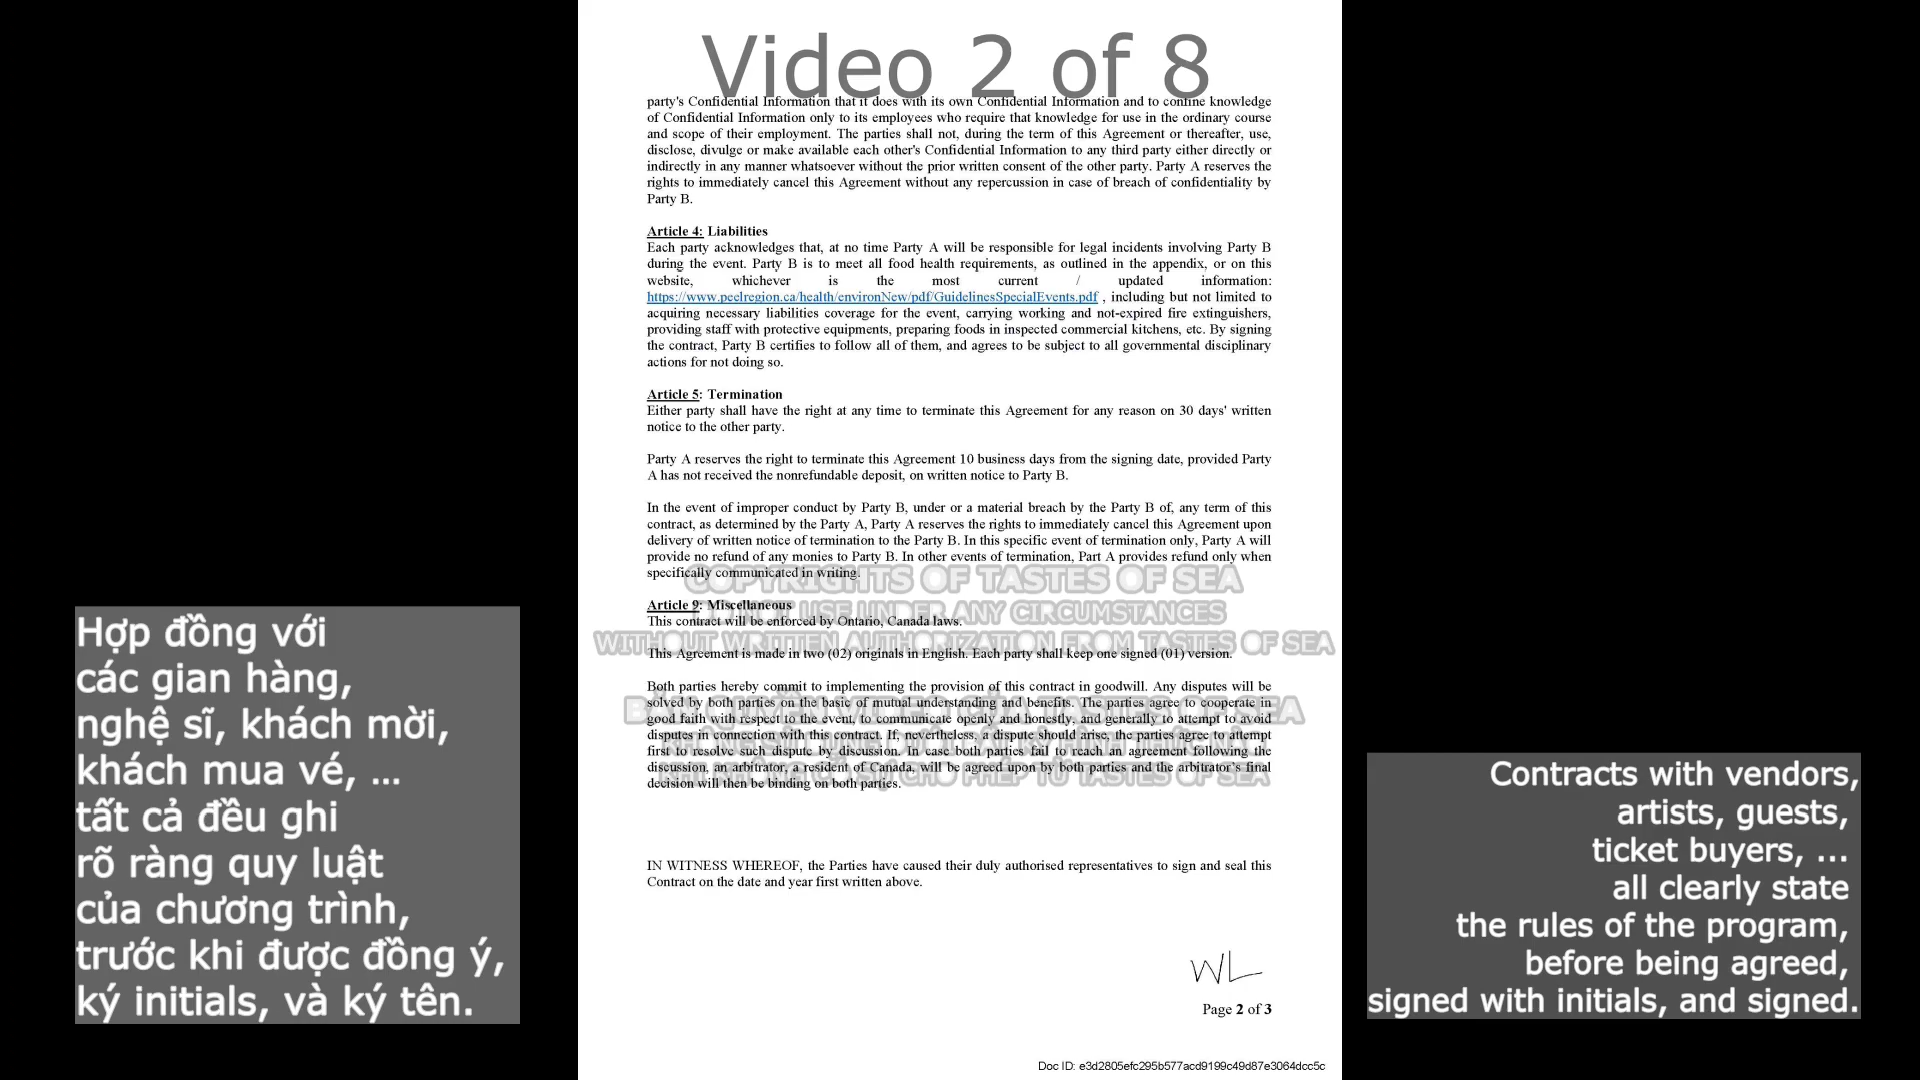 Video 2 of 8
party's Confidential Information that it does with its own Confidential Information and to confine knowledge
of Confidential Information only to its employees who require that knowledge for use in the ordinary course
and scope of their employment. The parties shall not, during the term of this Agreement or thereafter, use,
disclose, divulge or make available each other's Confidential Information to any third party either directly or
indirectly in any manner whatsoever without the prior written consent of the other party. Party A reserves the
rights to immediately cancel this Agreement without any repercussion in case of breach of confidentiality by
Party B.
Article 4: Liabilities
Each party acknowledges that, at no time Party A will be responsible for legal incidents involving Party B
during the event. Party B is to meet all food health requirements, as outlined in the appendix, or on this
website, whichever is the most current / updated information:
https://www.peelregion.ca/health/environNew/pdf/GuidelinesSpecialEvents.pdf , including but not limited to
acquiring necessary liabilities coverage for the event, carrying working and not-expired fire extinguishers,
providing staff with protective equipments, preparing foods in inspected commercial kitchens, etc. By signing
the contract, Party B certifies to follow all of them, and agrees to be subject to all governmental disciplinary
actions for not doing so.
Article 5: Termination
Either party shall have the right at any time to terminate this Agreement for any reason on 30 days' written
notice to the other party.
Party A reserves the right to terminate this Agreement 10 business days from the signing date, provided Party
A has not received the nonrefundable deposit, on written notice to Party B.
In the event of improper conduct by Party B, under or a material breach by the Party B of, any term of this
contract, as determined by the Party A, Party A reserves the rights to immediately cancel this Agreement upon
delivery of written notice of termination to the Party B. In this specific event of termination only, Party A will
provide no refund of any monies to Party B. In other events of termination, Part A provides refund only when
specifically communicated in writing.
COPYRIGHTS OF TASTES OF SEA
DO NOT USE UNDER ANY CIRCUMSTANCES
WITHOUT WRITTEN AUTHORIZATION FROM TASTES OF SEA
Article 9: Miscellaneous
This contract will be enforced by Ontario, Canada laws.
This Agreement is made in two (02) originals in English. Each party shall keep one signed (01) version.
BẢN QUYỀN VIDEO CỦA TASTES OF SEA
KHÔNG SỬ DỤNG DƯỚI BẤT KỲ HÌNH THỨC NÀO
KHI KHÔNG CÓ SỰ CHO PHÉP TỪ TASTES OF SEA
Both parties hereby commit to implementing the provision of this contract in goodwill. Any disputes will be
solved by both parties on the basic of mutual understanding and benefits. The parties agree to cooperate in
good faith with respect to the event, to communicate openly and honestly, and generally to attempt to avoid
disputes in connection with this contract. If, nevertheless, a dispute should arise, the parties agree to attempt
first to resolve such dispute by discussion. In case both parties fail to reach an agreement following the
discussion, an arbitrator, a resident of Canada, will be agreed upon by both parties and the arbitrator's final
decision will then be binding on both parties.
IN WITNESS WHEREOF, the Parties have caused their duly authorised representatives to sign and seal this
Contract on the date and year first written above.
WL
Page 2 of 3
Doc ID: e3d2805efc295b577acd9199c49d87e3064dcc5c
Hợp đồng với
các gian hàng,
nghệ sĩ, khách mời,
khách mua vé, ...
tất cả đều ghi
rõ ràng quy luật
của chương trình,
trước khi được đồng ý,
ký initials, và ký tên.
Contracts with vendors,
artists, guests,
ticket buyers, ...
all clearly state
the rules of the program,
before being agreed,
signed with initials, and signed.